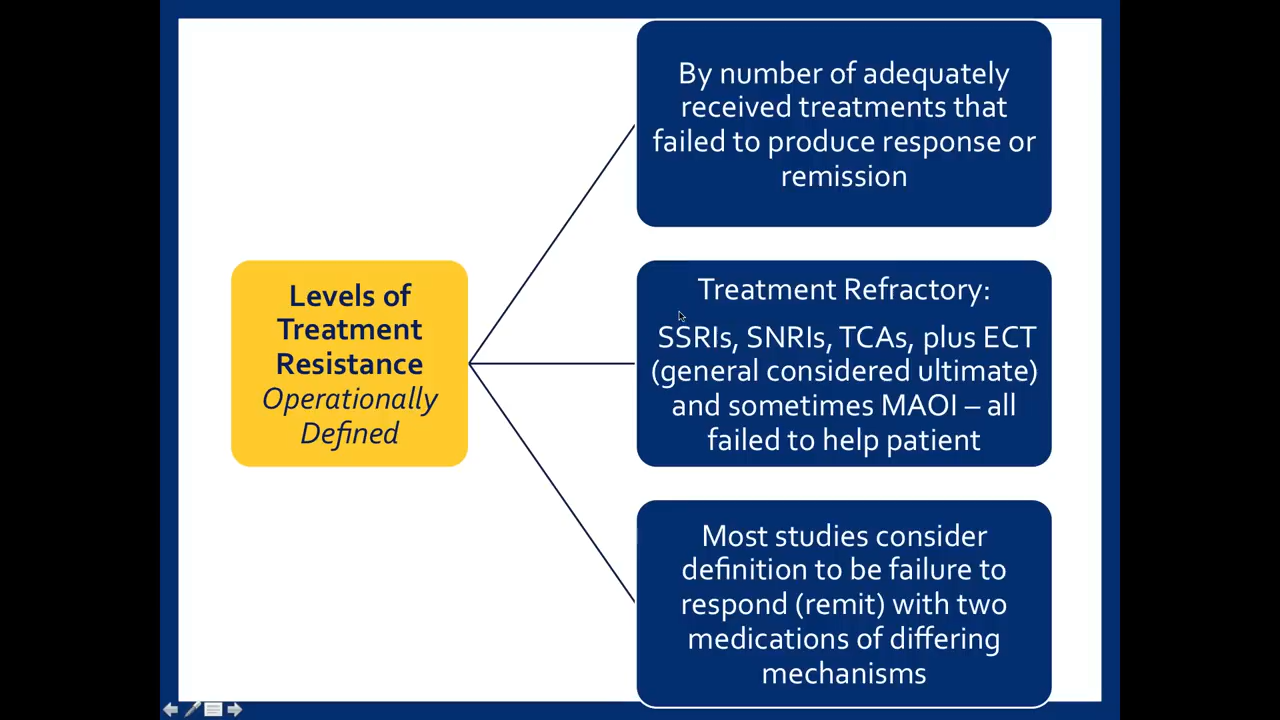 Levels of
Treatment
Resistance
Operationally
Defined
By number of adequately
received treatments that
failed to produce response or
remission
Treatment Refractory:
SSRIs, SNRIs, TCAs, plus ECT
(general considered ultimate)
and sometimes MAOI – all
failed to help patient
Most studies consider
definition to be failure to
respond (remit) with two
medications of differing
mechanisms